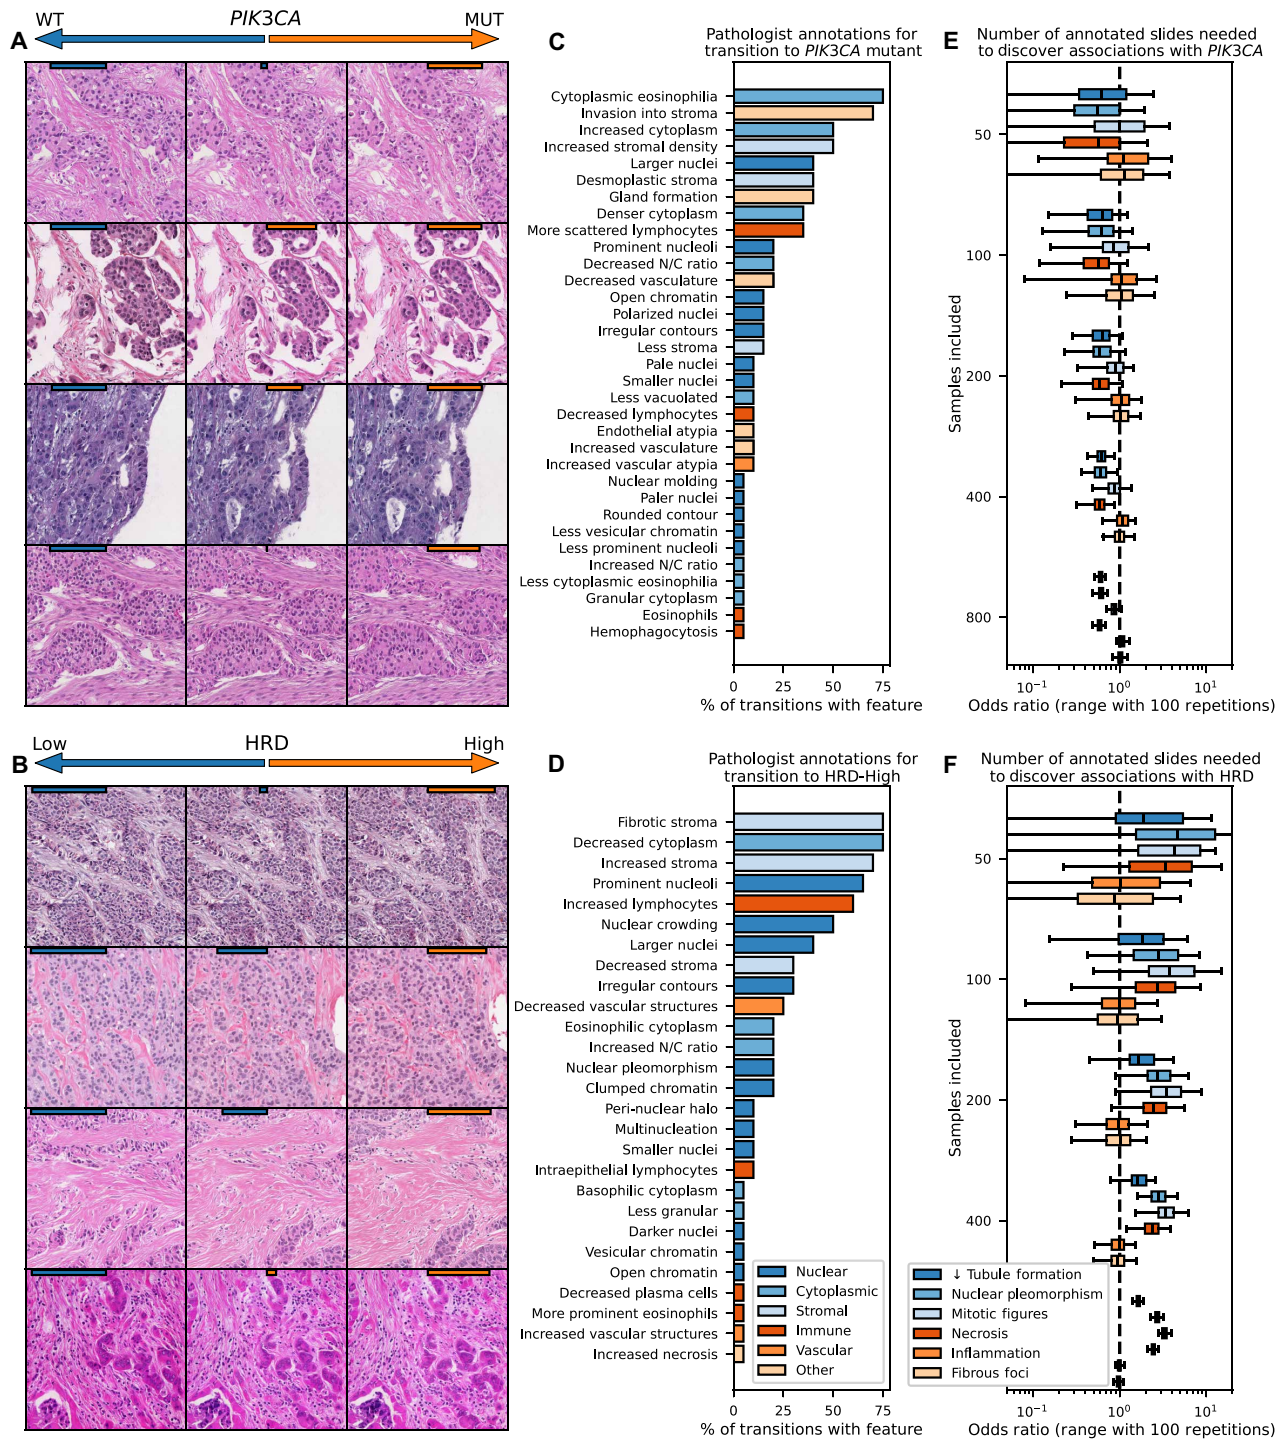 A
WT
PIK3CA
MUT
C
Pathologist annotations for
transition to PIK3CA mutant
Cytoplasmic eosinophilia
Invasion into stroma
Increased cytoplasm
Increased stromal density
Larger nuclei
Desmoplastic stroma
Gland formation
Denser cytoplasm
More scattered lymphocytes
Prominent nucleoli
Decreased N/C ratio
Decreased vasculature
Open chromatin
Polarized nuclei
Irregular contours
Less stroma
Pale nuclei
Smaller nuclei
Less vacuolated
Decreased lymphocytes
Endothelial atypia
Increased vasculature
Increased vascular atypia
Nuclear molding
Paler nuclei
Rounded contour
Less vesicular chromatin
Less prominent nucleoli
Increased N/C ratio
Less cytoplasmic eosinophilia
Granular cytoplasm
Eosinophils
Hemophagocytosis
0 25 50 75
% of transitions with feature
E
Number of annotated slides needed
to discover associations with PIK3CA
Samples included
50
100
200
400
800
10⁻¹ 10⁰ 10¹
Odds ratio (range with 100 repetitions)
B
Low
HRD
High
D
Pathologist annotations for
transition to HRD-High
Fibrotic stroma
Decreased cytoplasm
Increased stroma
Prominent nucleoli
Increased lymphocytes
Nuclear crowding
Larger nuclei
Decreased stroma
Irregular contours
Decreased vascular structures
Eosinophilic cytoplasm
Increased N/C ratio
Nuclear pleomorphism
Clumped chromatin
Peri-nuclear halo
Multinucleation
Smaller nuclei
Intraepithelial lymphocytes
Basophilic cytoplasm
Less granular
Darker nuclei
Vesicular chromatin
Open chromatin
Decreased plasma cells
More prominent eosinophils
Increased vascular structures
Increased necrosis
0 25 50 75
% of transitions with feature
Nuclear
Cytoplasmic
Stromal
Immune
Vascular
Other
F
Number of annotated slides needed
to discover associations with HRD
Samples included
50
100
200
400
↓ Tubule formation
Nuclear pleomorphism
Mitotic figures
Necrosis
Inflammation
Fibrous foci
10⁻¹ 10⁰ 10¹
Odds ratio (range with 100 repetitions)